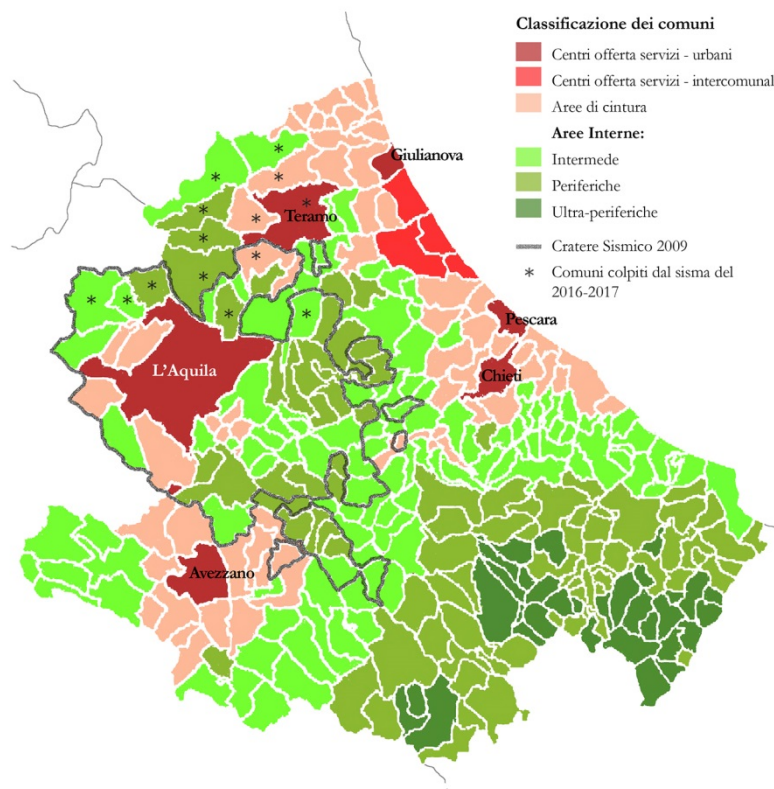 Classificazione dei comuni
Centri offerta servizi - urbani
Centri offerta servizi - intercomunal
Aree di cintura
Aree Interne:
Intermede
Periferiche
Ultra-periferiche
Cratere Sismico 2009
* Comuni colpiti dal sisma del
2016-2017
Giulianova
Teramo
Pescara
L'Aquila
Chieti
Avezzano